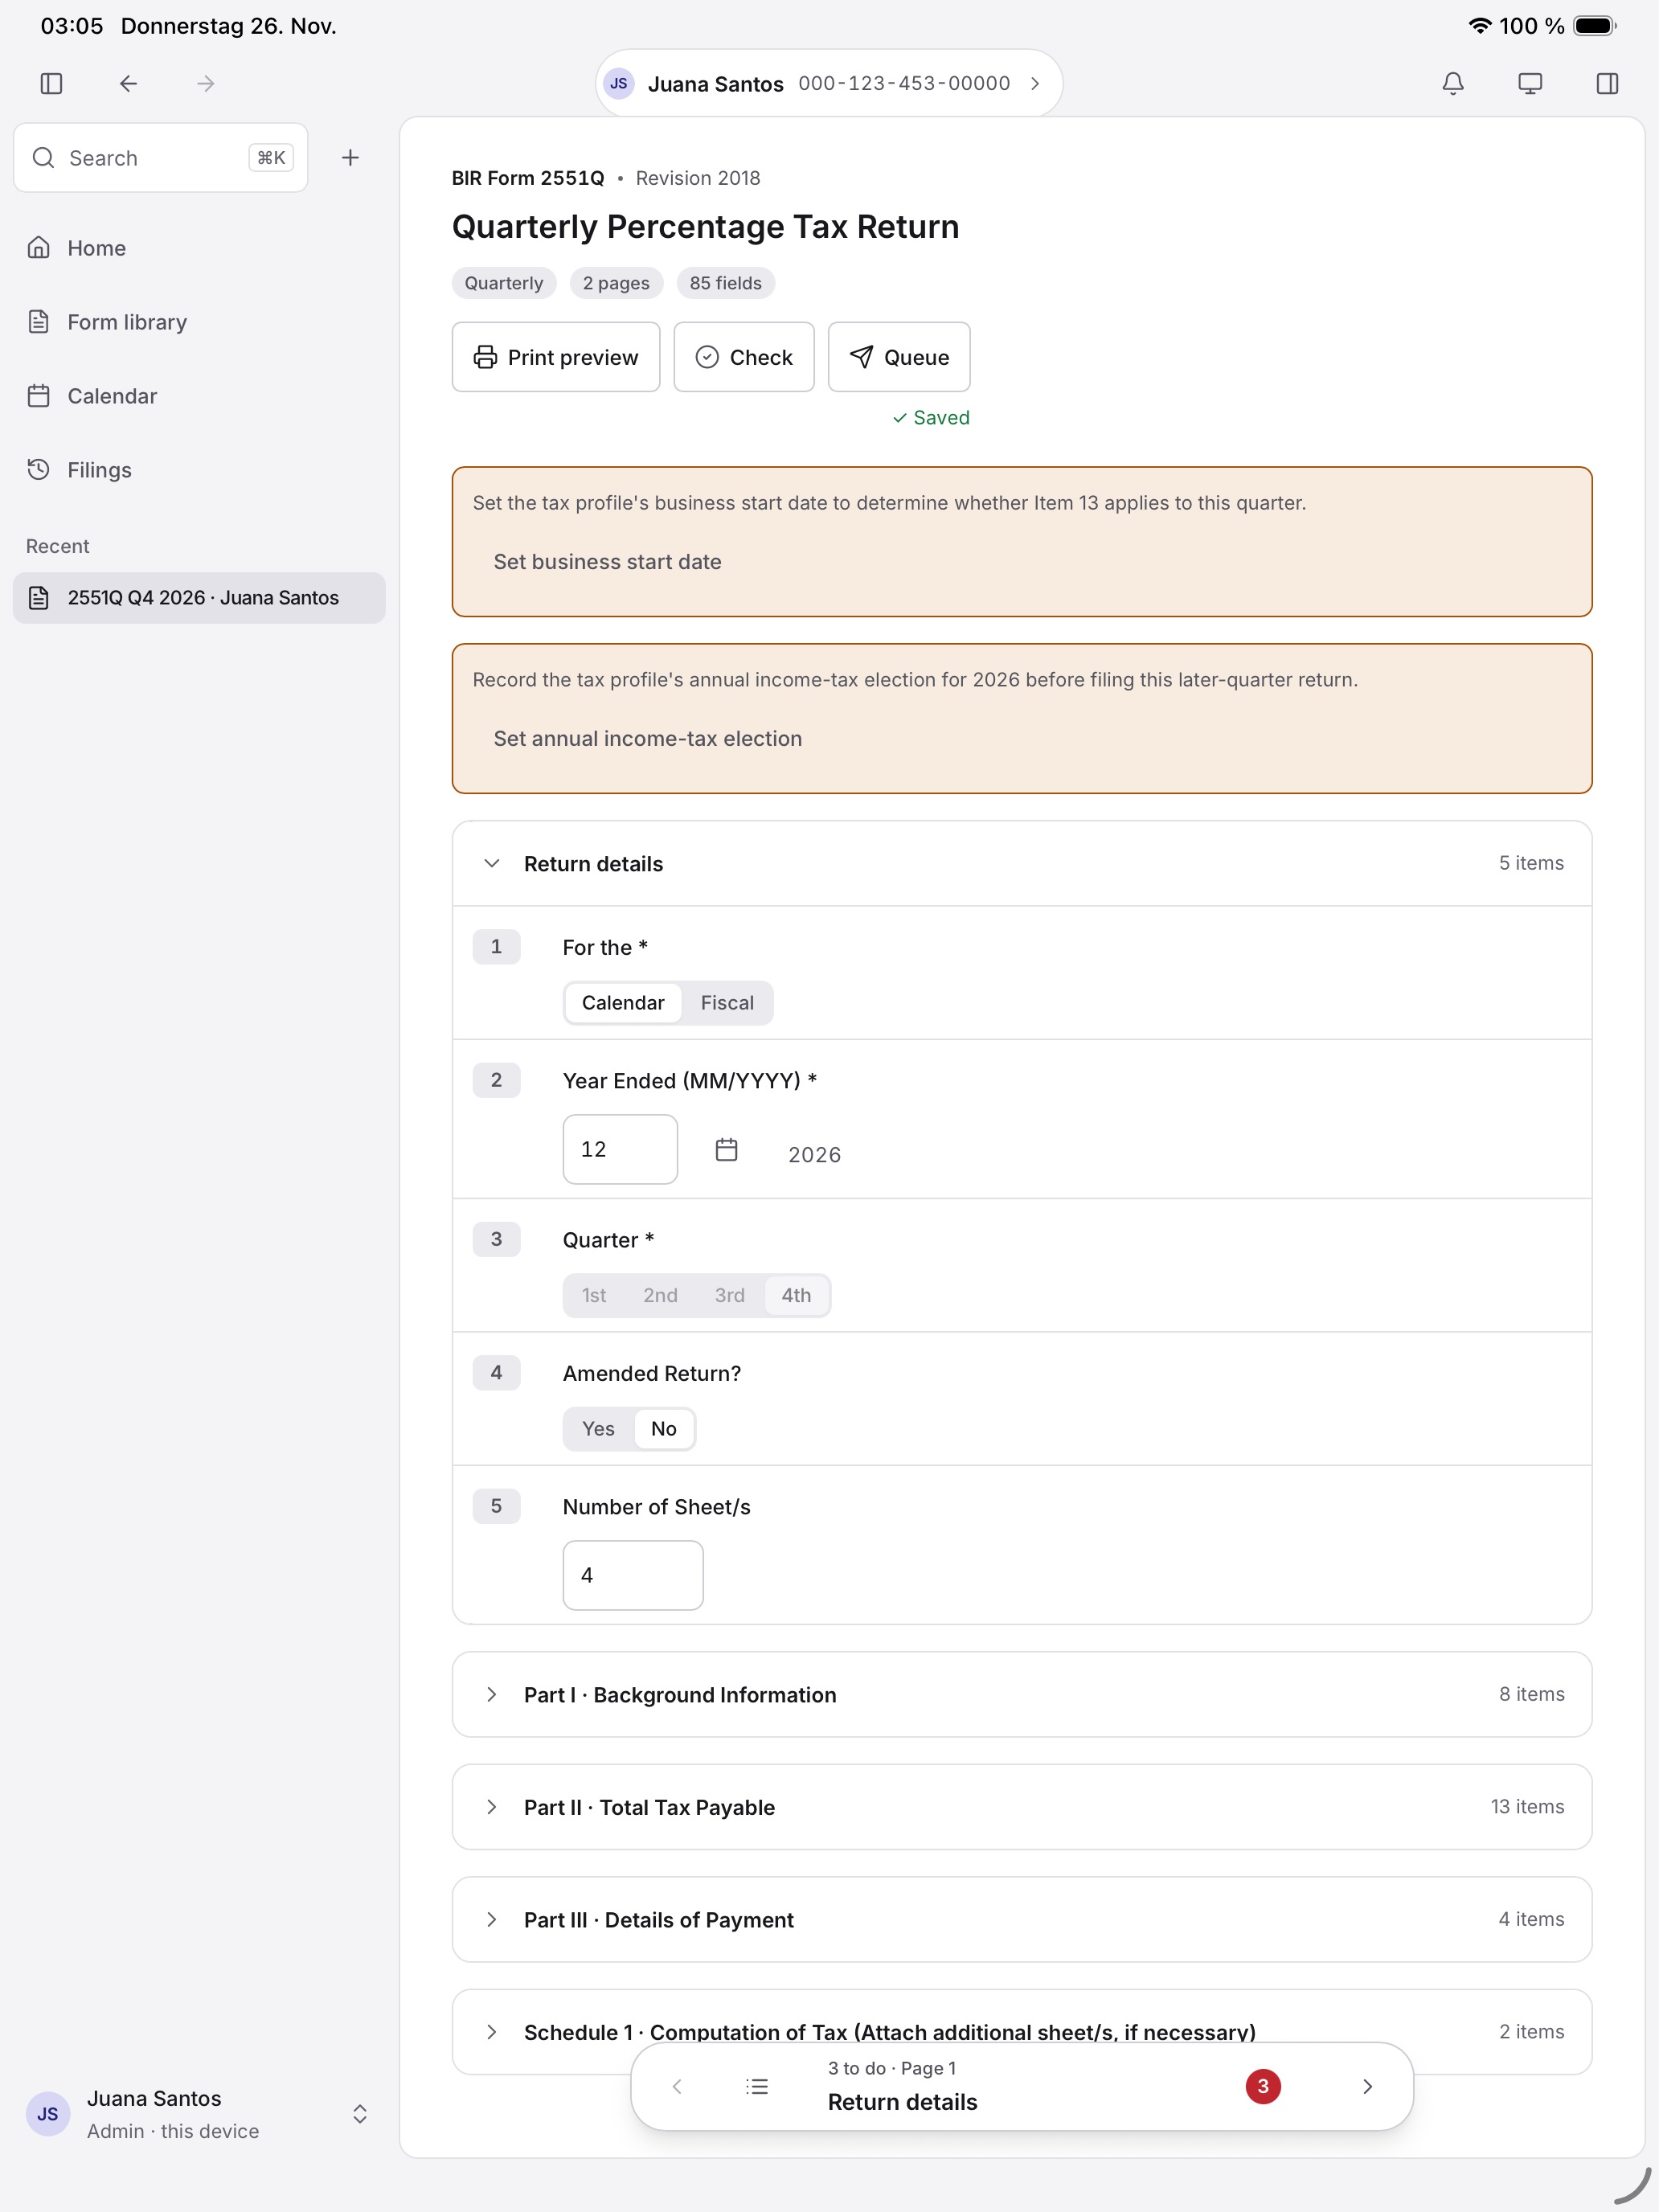 03:05 Donnerstag 26. Nov.
100 %
JS Juana Santos 000-123-453-00000
Search ⌘K
Home
Form library
Calendar
Filings
Recent
2551Q Q4 2026 · Juana Santos
BIR Form 2551Q • Revision 2018
Quarterly Percentage Tax Return
Quarterly 2 pages 85 fields
Print preview Check Queue
Saved
Set the tax profile's business start date to determine whether Item 13 applies to this quarter.
Set business start date
Record the tax profile's annual income-tax election for 2026 before filing this later-quarter return.
Set annual income-tax election
Return details 5 items
1 For the *
Calendar Fiscal
2 Year Ended (MM/YYYY) *
12 2026
3 Quarter *
1st 2nd 3rd 4th
4 Amended Return?
Yes No
5 Number of Sheet/s
4
Part I · Background Information 8 items
Part II · Total Tax Payable 13 items
Part III · Details of Payment 4 items
Schedule 1 · Computation of Tax (Attach additional sheet/s, if necessary) 2 items
3 to do · Page 1
Return details
3
JS Juana Santos
Admin · this device